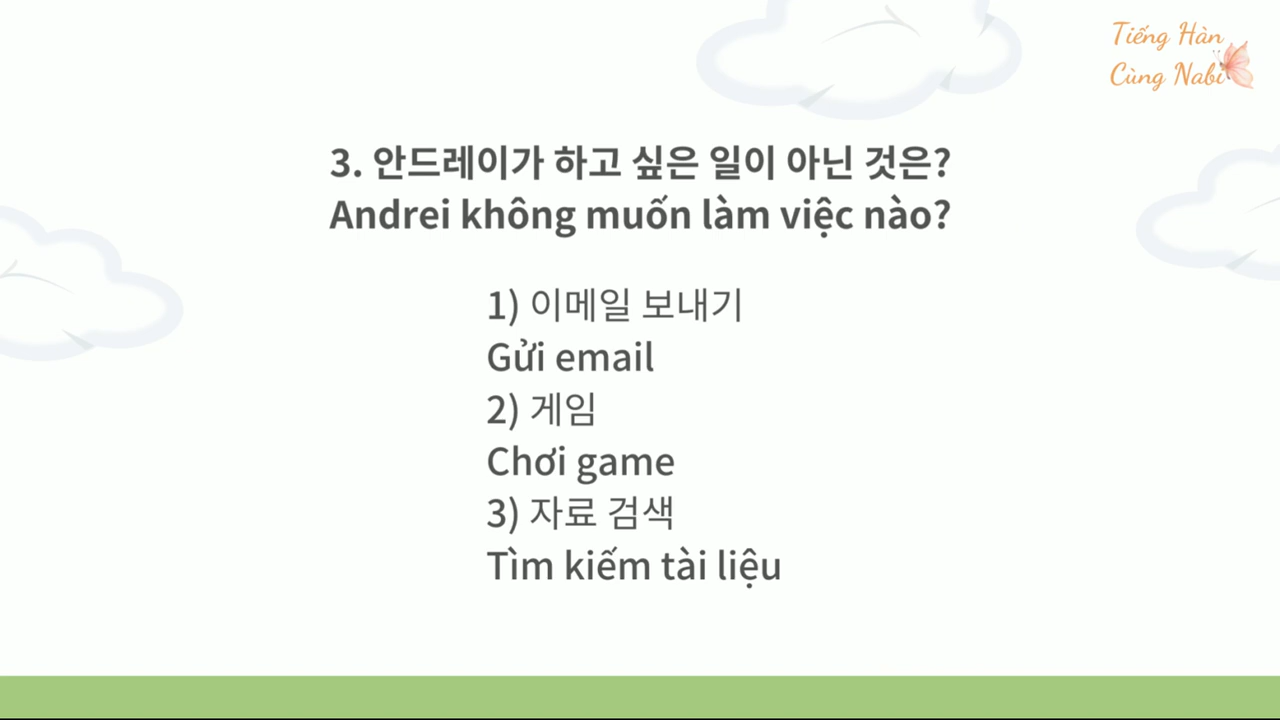 Tiếng Hàn
Cùng Nabi
3. 안드레이가 하고 싶은 일이 아닌 것은?
Andrei không muốn làm việc nào?
1) 이메일 보내기
Gửi email
2) 게임
Chơi game
3) 자료 검색
Tìm kiếm tài liệu